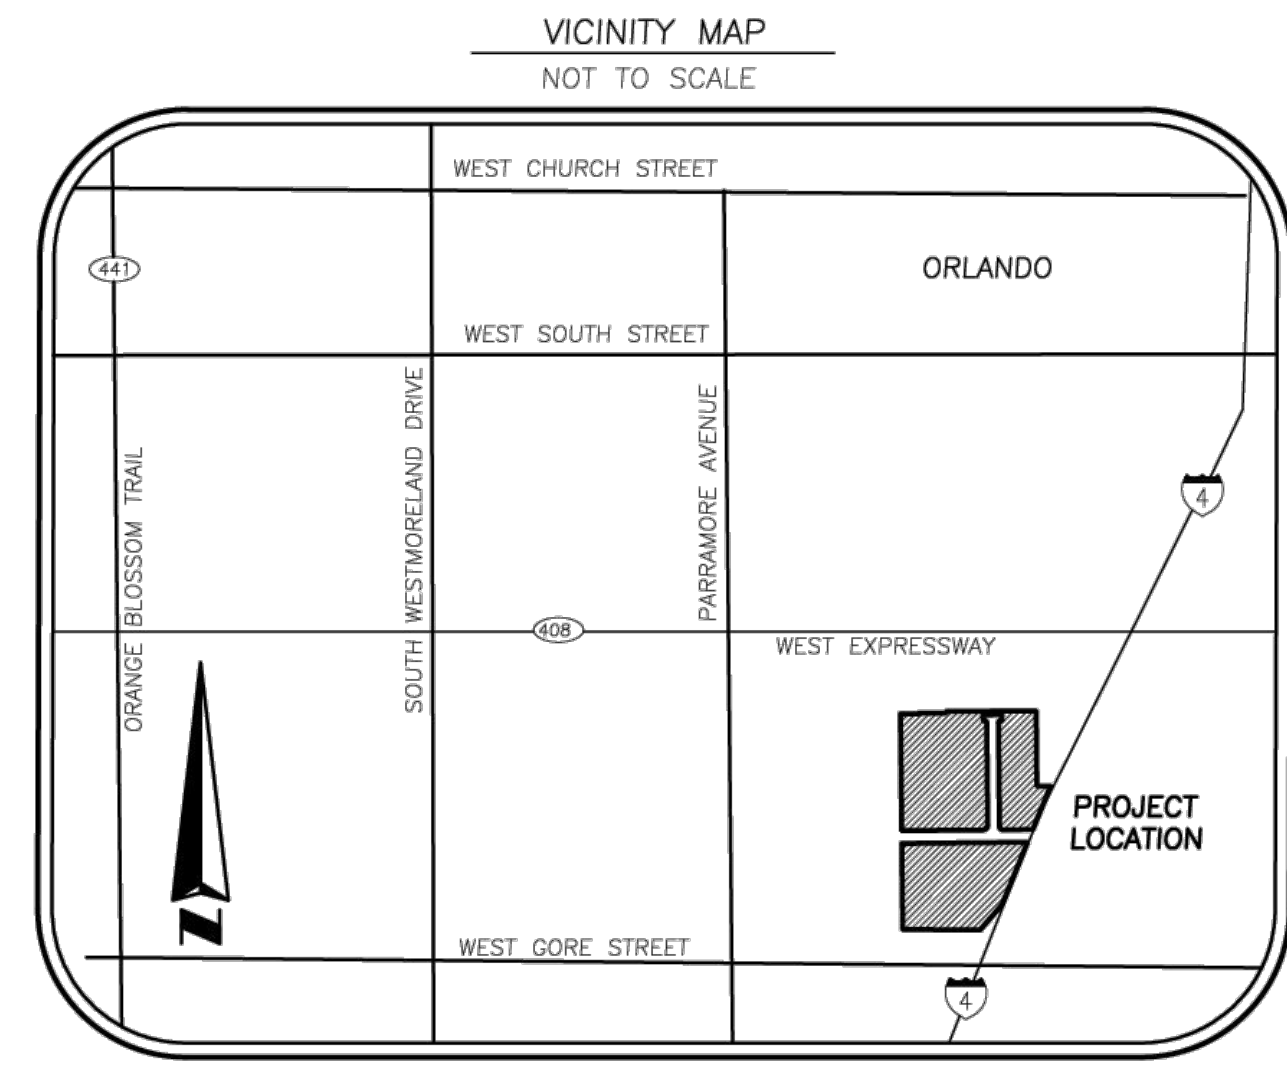 VICINITY MAP
NOT TO SCALE
WEST CHURCH STREET
441
ORLANDO
WEST SOUTH STREET
ORANGE BLOSSOM TRAIL
SOUTH WESTMORELAND DRIVE
PARRAMORE AVENUE
4
408
WEST EXPRESSWAY
PROJECT
LOCATION
N
WEST GORE STREET
4